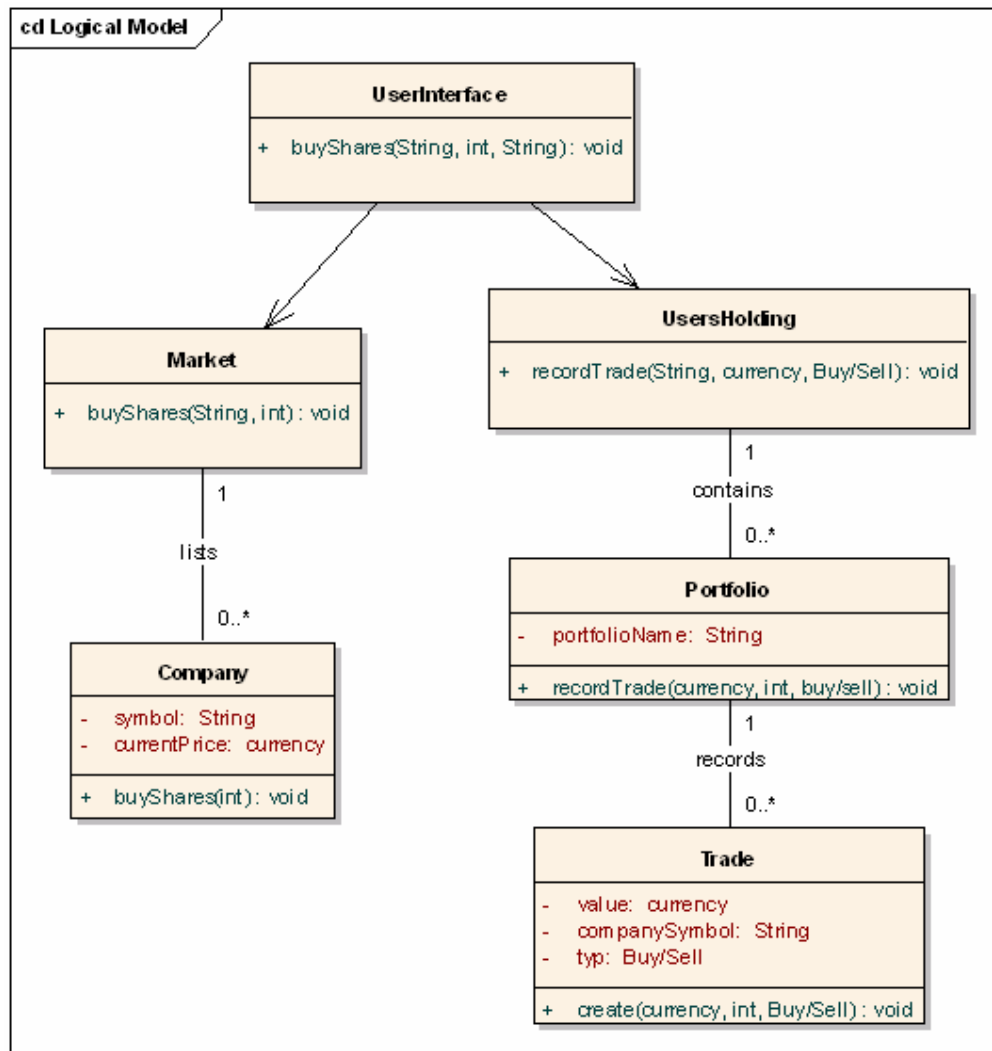 cd Logical Model
UserInterface
+ buyShares(String, int, String) : void
UsersHolding
+ recordTrade(String, currency, Buy/Sell) : void
Market
+ buyShares(String, int) : void
1
contains
0..*
1
lists
0..*
Portfolio
- portfolioName: String
+ recordTrade(currency, int, buy/sell) : void
Company
- symbol: String
- currentPrice: currency
+ buyShares(int) : void
1
records
0..*
Trade
- value: currency
- companySymbol: String
- typ: Buy/Sell
+ create(currency, int, Buy/Sell) : void